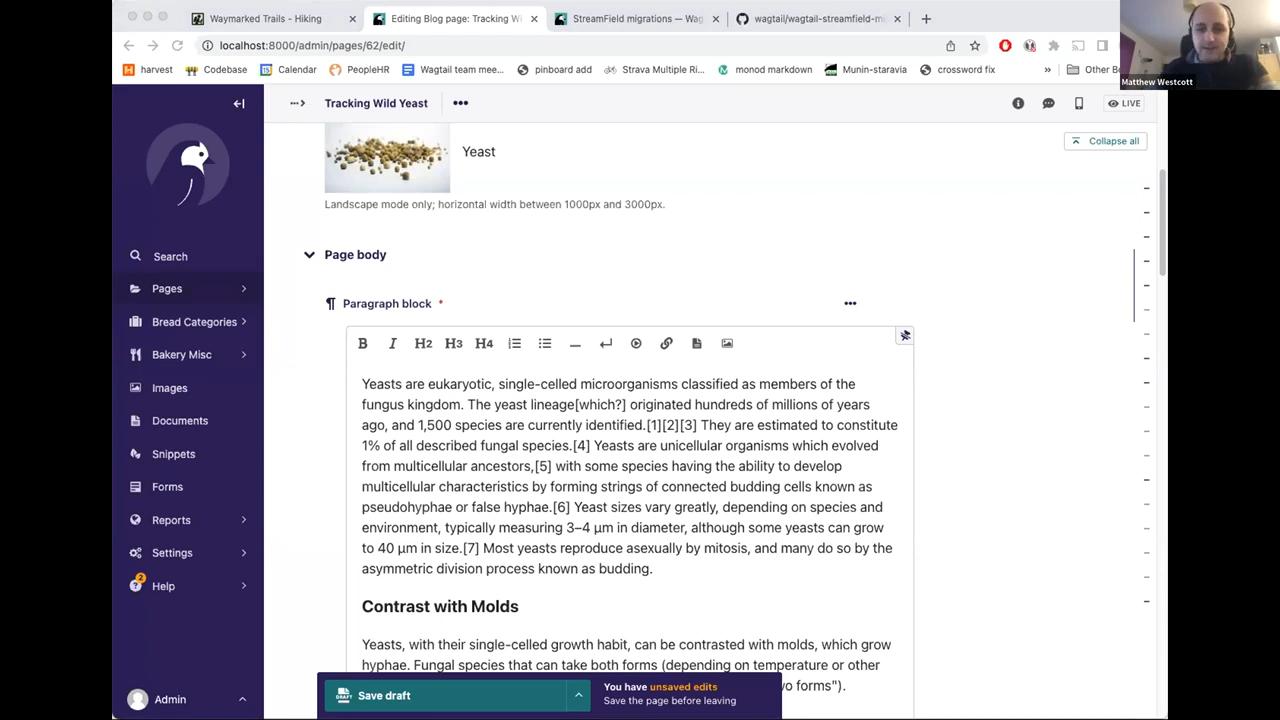 Waymarked Trails - Hiking
Editing Blog page: Tracking Wi
StreamField migrations — Wag
wagtail/wagtail-streamfield-mi
localhost:8000/admin/pages/62/edit/
harvest
Codebase
Calendar
PeopleHR
Wagtail team mee...
pinboard add
Strava Multiple Ri...
monod markdown
Munin-staravia
crossword fix
»
Other Bo
Matthew Westcott
Tracking Wild Yeast
LIVE
Collapse all
Yeast
Landscape mode only; horizontal width between 1000px and 3000px.
Search
Pages
Bread Categories
Bakery Misc
Images
Documents
Snippets
Forms
Reports
Settings
2
Help
Admin
Page body
¶ Paragraph block *
B I H2 H3 H4
Yeasts are eukaryotic, single-celled microorganisms classified as members of the
fungus kingdom. The yeast lineage[which?] originated hundreds of millions of years
ago, and 1,500 species are currently identified.[1][2][3] They are estimated to constitute
1% of all described fungal species.[4] Yeasts are unicellular organisms which evolved
from multicellular ancestors,[5] with some species having the ability to develop
multicellular characteristics by forming strings of connected budding cells known as
pseudohyphae or false hyphae.[6] Yeast sizes vary greatly, depending on species and
environment, typically measuring 3–4 µm in diameter, although some yeasts can grow
to 40 µm in size.[7] Most yeasts reproduce asexually by mitosis, and many do so by the
asymmetric division process known as budding.
Contrast with Molds
Yeasts, with their single-celled growth habit, can be contrasted with molds, which grow
hyphae. Fungal species that can take both forms (depending on temperature or other
wo forms").
DRAFT
Save draft
You have unsaved edits
Save the page before leaving